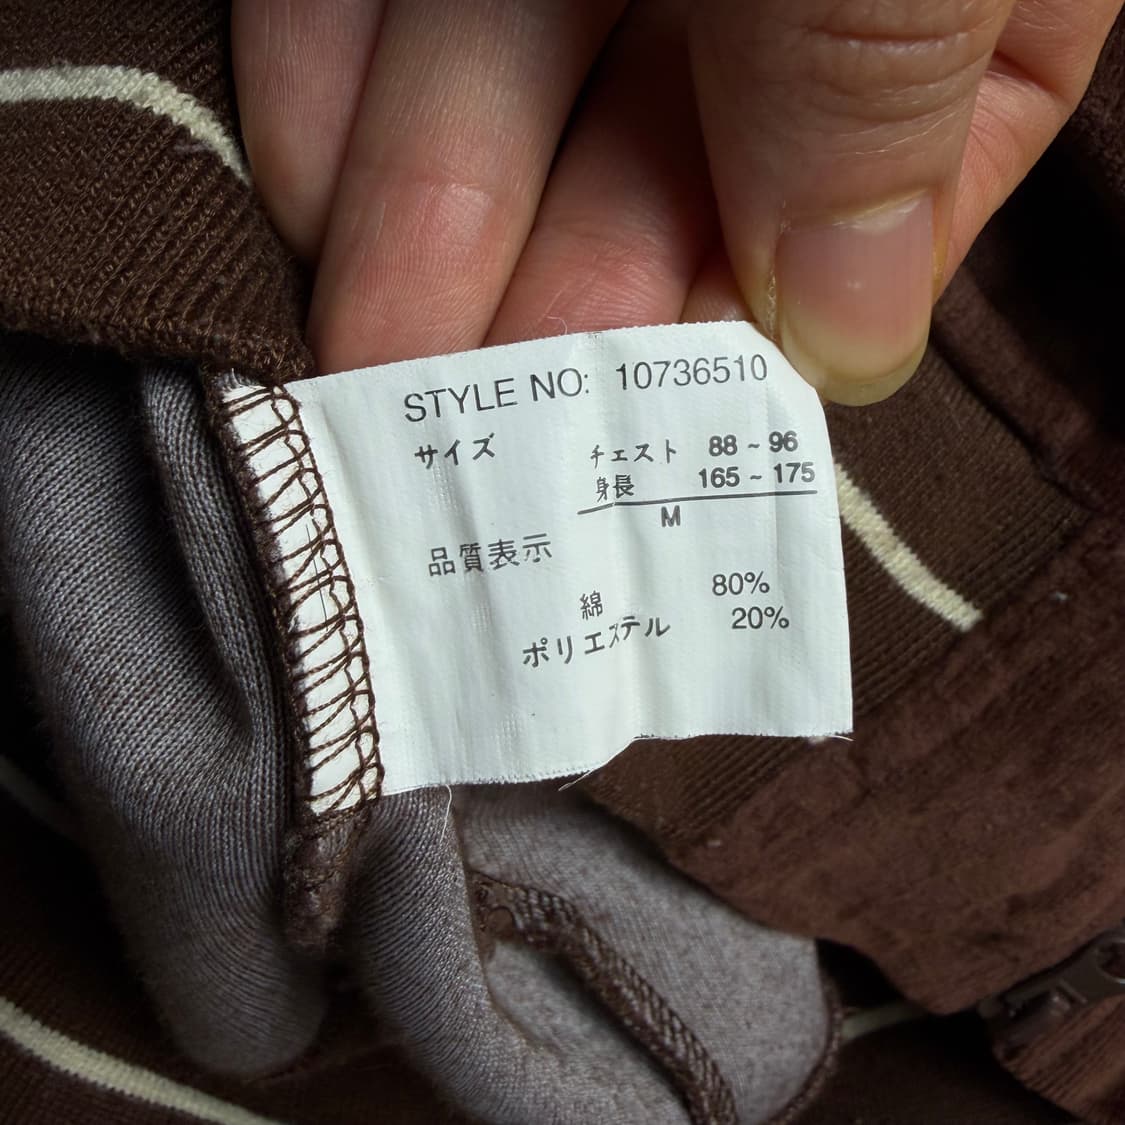 STYLE NO: 10736510
サイズ チェスト 88 ~ 96
身長 165 ~ 175
M
品質表示
綿 80%
ポリエステル 20%